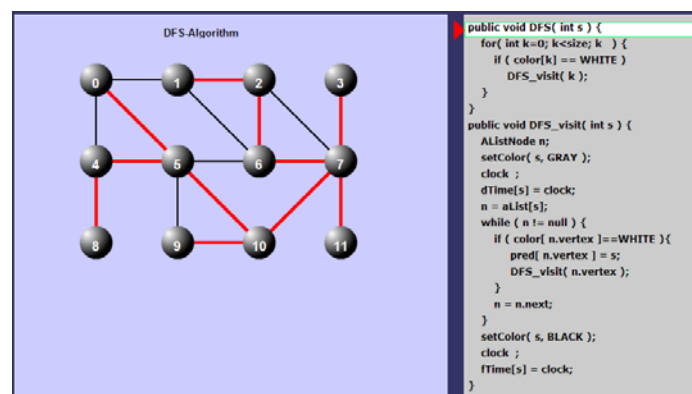 DFS-Algorithm
0 1 2 3
4 5 6 7
8 9 10 11
public void DFS( int s ) {
for( int k=0; k<size; k  ) {
if ( color[k] == WHITE )
DFS_visit( k );
}
}
public void DFS_visit( int s ) {
AListNode n;
setColor( s, GRAY );
clock ;
dTime[s] = clock;
n = aList[s];
while ( n != null ) {
if ( color[ n.vertex ]==WHITE ){
pred[ n.vertex ] = s;
DFS_visit( n.vertex );
}
n = n.next;
}
setColor( s, BLACK );
clock ;
fTime[s] = clock;
}